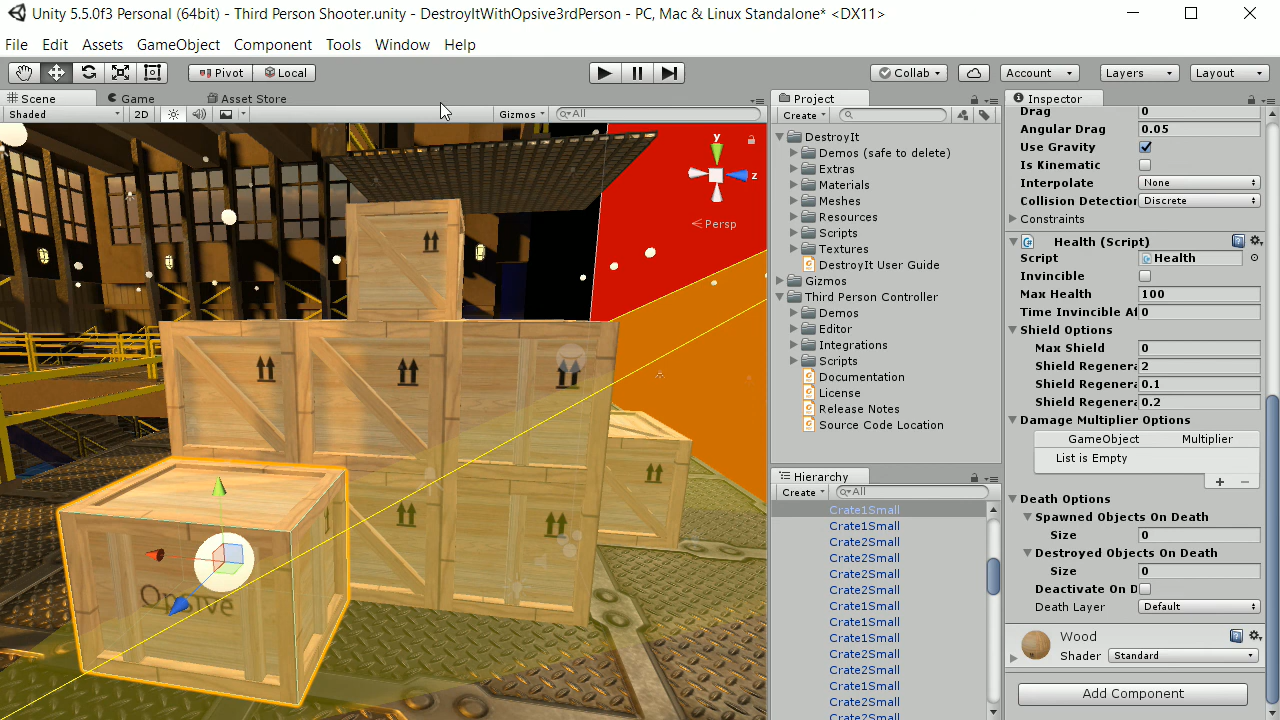 Unity 5.5.0f3 Personal (64bit) - Third Person Shooter.unity - DestroyItWithOpsive3rdPerson - PC, Mac & Linux Standalone* <DX11>
File Edit Assets GameObject Component Tools Window Help
Pivot Local Collab Account Layers Layout
Scene Game Asset Store
Shaded 2D Gizmos All
y
z
Persp
Opsive
Project
Create
DestroyIt
Demos (safe to delete)
Extras
Materials
Meshes
Resources
Scripts
Textures
DestroyIt User Guide
Gizmos
Third Person Controller
Demos
Editor
Integrations
Scripts
Documentation
License
Release Notes
Source Code Location
Hierarchy
Create All
Crate1Small
Crate1Small
Crate2Small
Crate2Small
Crate2Small
Crate2Small
Crate1Small
Crate1Small
Crate1Small
Crate2Small
Crate2Small
Crate1Small
Crate2Small
Crate2Small
Inspector
Drag 0
Angular Drag 0.05
Use Gravity
Is Kinematic
Interpolate None
Collision Detection Discrete
Constraints
Health (Script)
Script Health
Invincible
Max Health 100
Time Invincible Af 0
Shield Options
Max Shield 0
Shield Regenera 2
Shield Regenera 0.1
Shield Regenera 0.2
Damage Multiplier Options
GameObject Multiplier
List is Empty
+ −
Death Options
Spawned Objects On Death
Size 0
Destroyed Objects On Death
Size 0
Deactivate On D
Death Layer Default
Wood
Shader Standard
Add Component